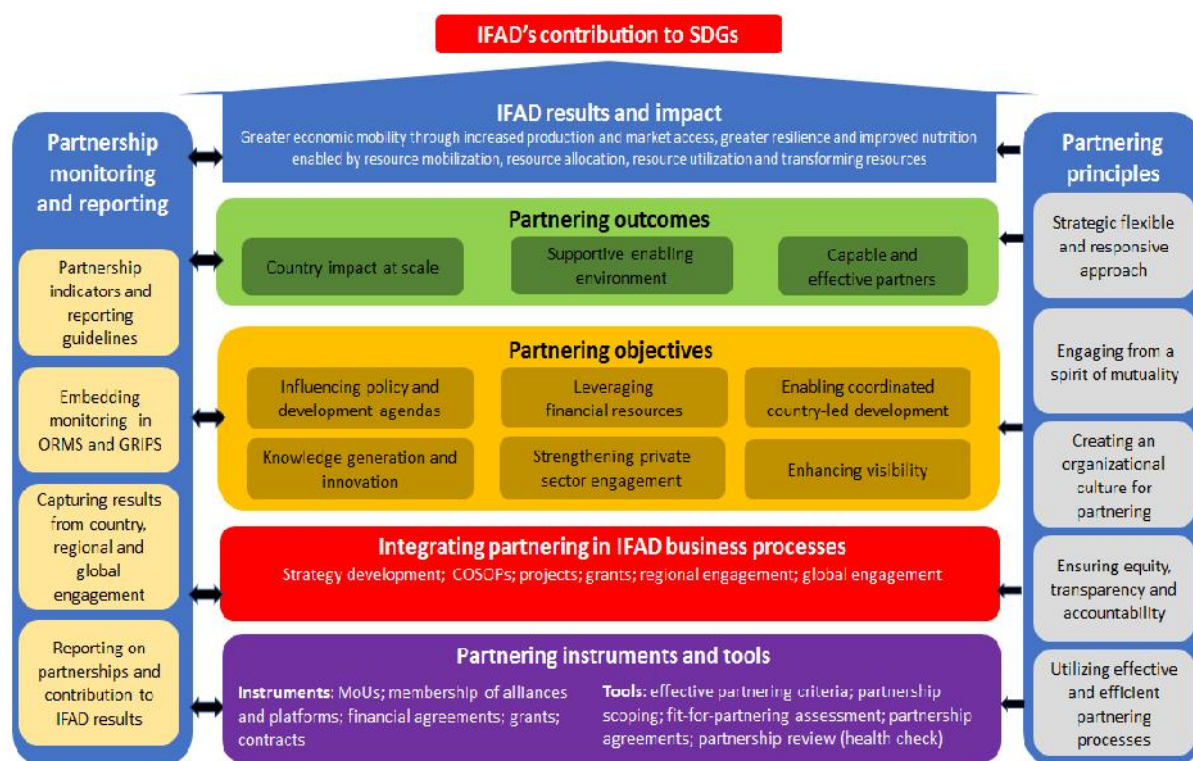 IFAD's contribution to SDGs
IFAD results and impact
Greater economic mobility through increased production and market access, greater resilience and improved nutrition
enabled by resource mobilization, resource allocation, resource utilization and transforming resources
Partnership
monitoring
and reporting
Partnership
indicators and
reporting
guidelines
Embedding
monitoring in
ORMS and GRIPS
Capturing results
from country,
regional and
global
engagement
Reporting on
partnerships and
contribution to
IFAD results
Partnering outcomes
Country impact at scale
Supportive enabling
environment
Capable and
effective partners
Partnering objectives
Influencing policy and
development agendas
Leveraging
financial resources
Enabling coordinated
country-led development
Knowledge generation and
innovation
Strengthening private
sector engagement
Enhancing visibility
Integrating partnering in IFAD business processes
Strategy development; COSOPs; projects; grants; regional engagement; global engagement
Partnering instruments and tools
Instruments: MoUs; membership of alliances
and platforms; financial agreements; grants;
contracts
Tools: effective partnering criteria; partnership
scoping; fit-for-partnering assessment; partnership
agreements; partnership review (health check)
Partnering
principles
Strategic flexible
and responsive
approach
Engaging from a
spirit of mutuality
Creating an
organizational
culture for
partnering
Ensuring equity,
transparency and
accountability
Utilizing effective
and efficient
partnering
processes